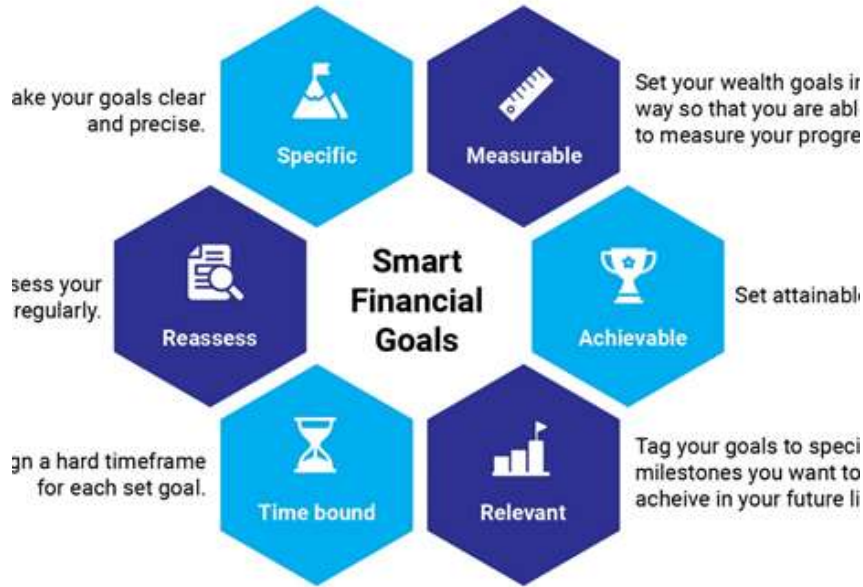 ake your goals clear
and precise.
Specific
Measurable
Set your wealth goals in
way so that you are abl
to measure your progre
sess your
regularly.
Reassess
Smart
Financial
Goals
Achievable
Set attainable
gn a hard timeframe
for each set goal.
Time bound
Relevant
Tag your goals to speci
milestones you want to
acheive in your future li